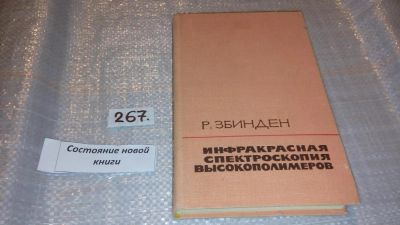 267.
Состояние новой
книги
Р. ЗБИНДЕН
ИНФРАКРАСНАЯ
СПЕКТРОСКОПИЯ
ВЫСОКОПОЛИМЕРОВ